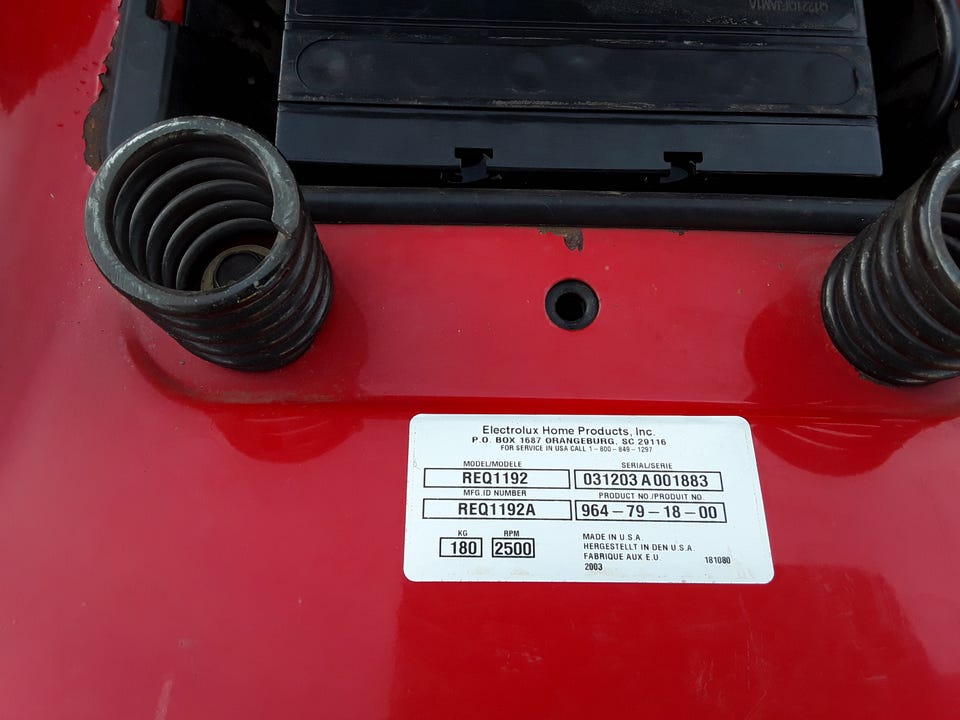 Electrolux Home Products, Inc.
P.O. BOX 1687 ORANGEBURG, SC 29116
FOR SERVICE IN USA CALL 1-800-849-1297
MODEL/MODELE SERIAL/SERIE
REQ1192 031203 A 001883
MFG.ID NUMBER PRODUCT NO./PRODUIT NO.
REQ1192A 964-79-18-00
KG RPM
180 2500
MADE IN U.S.A.
HERGESTELLT IN DEN U.S.A.
FABRIQUE AUX E.U.
2003 181080